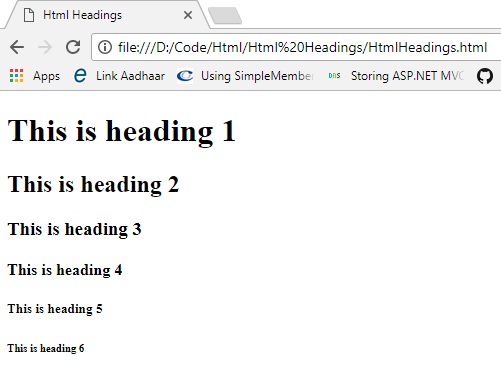 Html Headings
file:///D:/Code/Html/Html%20Headings/HtmlHeadings.html
Apps Link Aadhaar Using SimpleMember DNS Storing ASP.NET MVC
This is heading 1
This is heading 2
This is heading 3
This is heading 4
This is heading 5
This is heading 6